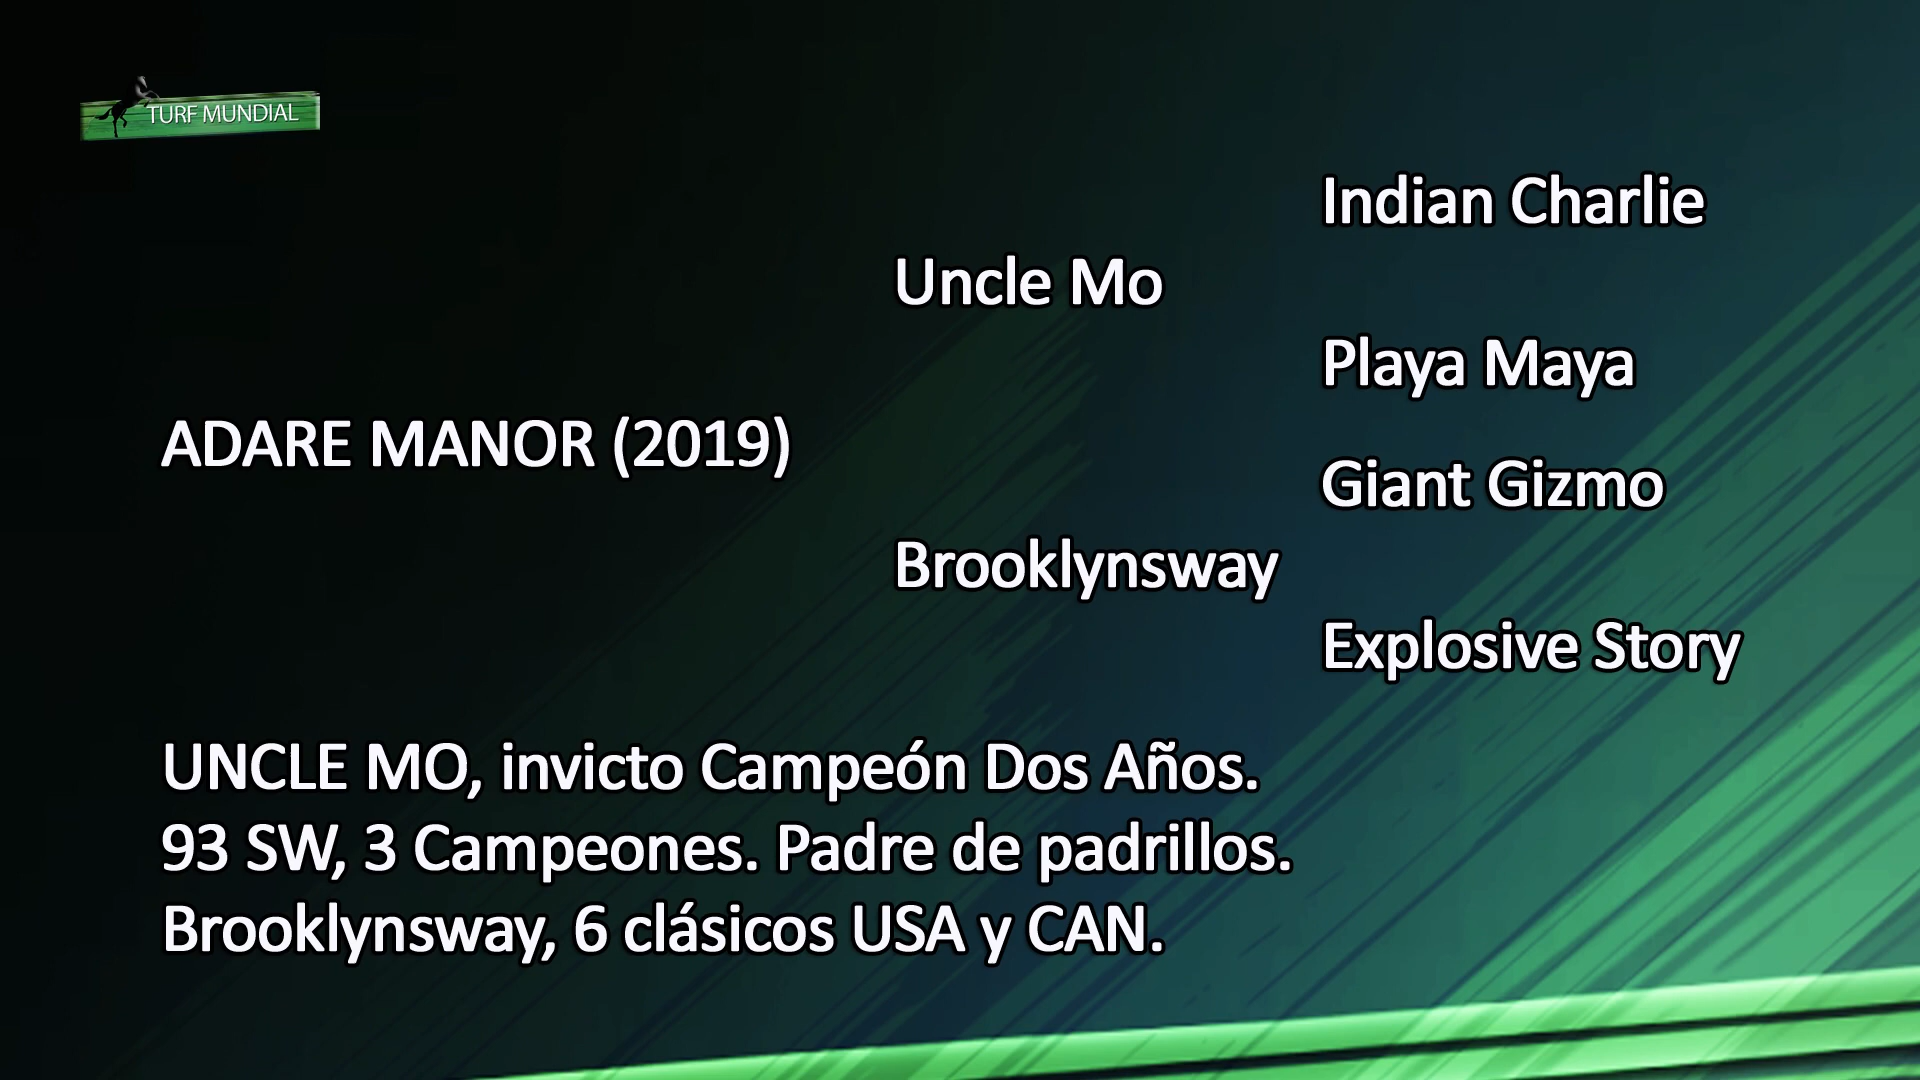 TURF MUNDIAL
Indian Charlie
Uncle Mo
Playa Maya
ADARE MANOR (2019)
Giant Gizmo
Brooklynsway
Explosive Story
UNCLE MO, invicto Campeón Dos Años.
93 SW, 3 Campeones. Padre de padrillos.
Brooklynsway, 6 clásicos USA y CAN.